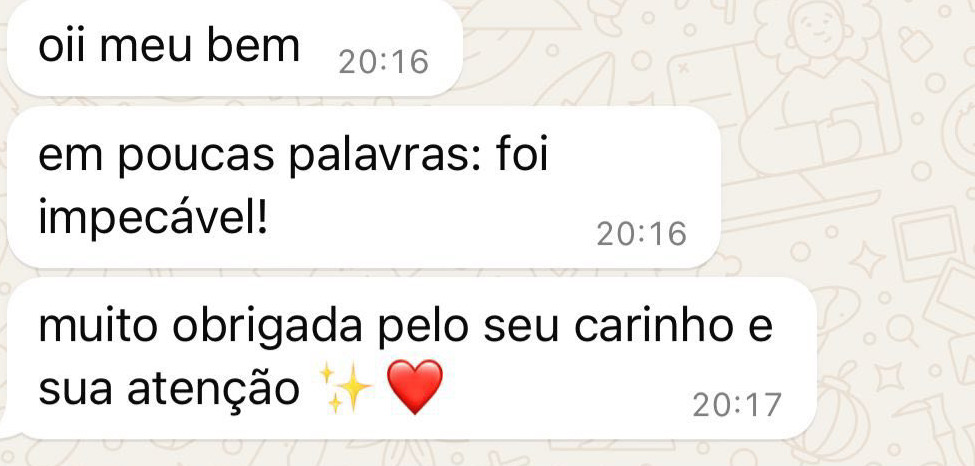 oii meu bem
20:16
em poucas palavras: foi
impecável!
20:16
muito obrigada pelo seu carinho e
sua atenção ✨❤️
20:17